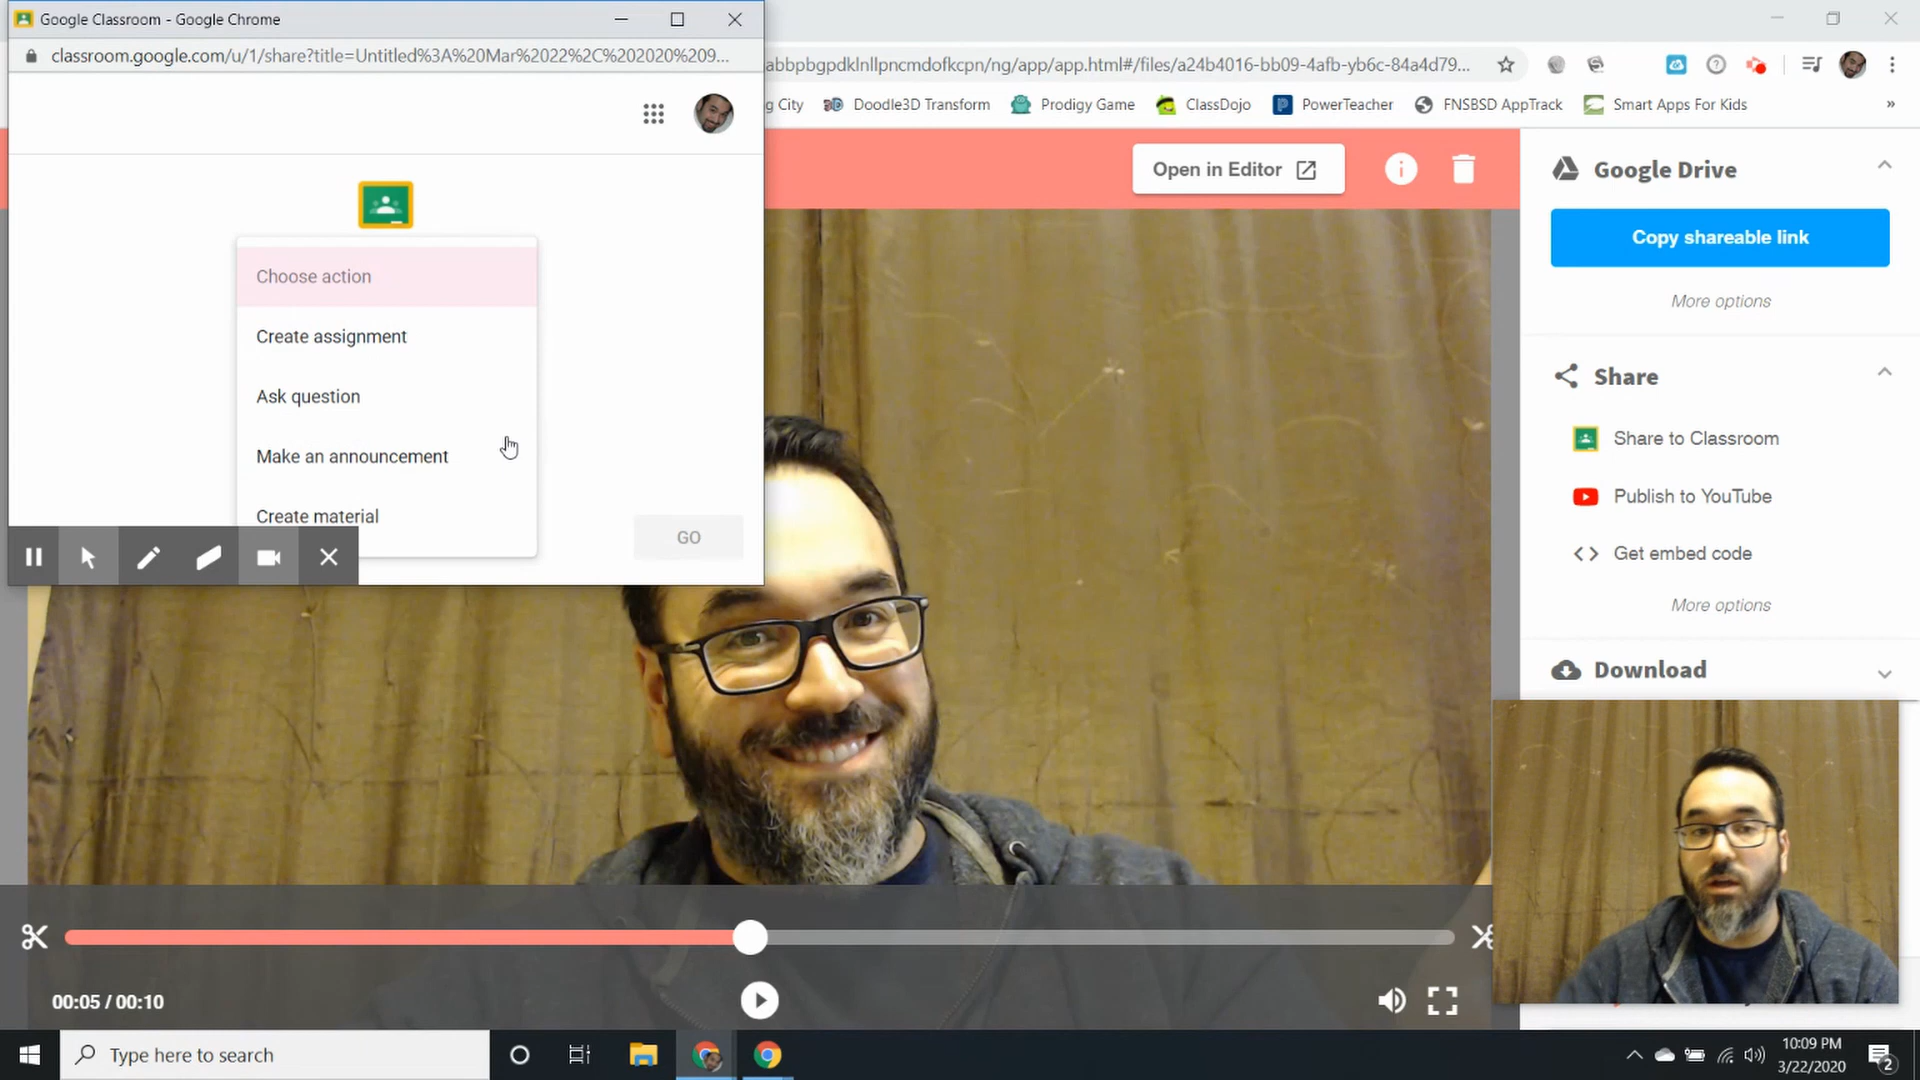 Google Classroom - Google Chrome
classroom.google.com/u/1/share?title=Untitled%3A%20Mar%2022%2C%202020%209...
abbpbgpdklnllpncmdofkcpn/ng/app/app.html#/files/a24b4016-bb09-4afb-yb6c-84a4d79...
g City
Doodle3D Transform
Prodigy Game
ClassDojo
PowerTeacher
FNSBSD AppTrack
Smart Apps For Kids
»
Open in Editor
Google Drive
Copy shareable link
More options
Choose action
Create assignment
Ask question
Make an announcement
Create material
GO
Share
Share to Classroom
Publish to YouTube
Get embed code
More options
Download
00:05 / 00:10
Type here to search
10:09 PM
3/22/2020
2